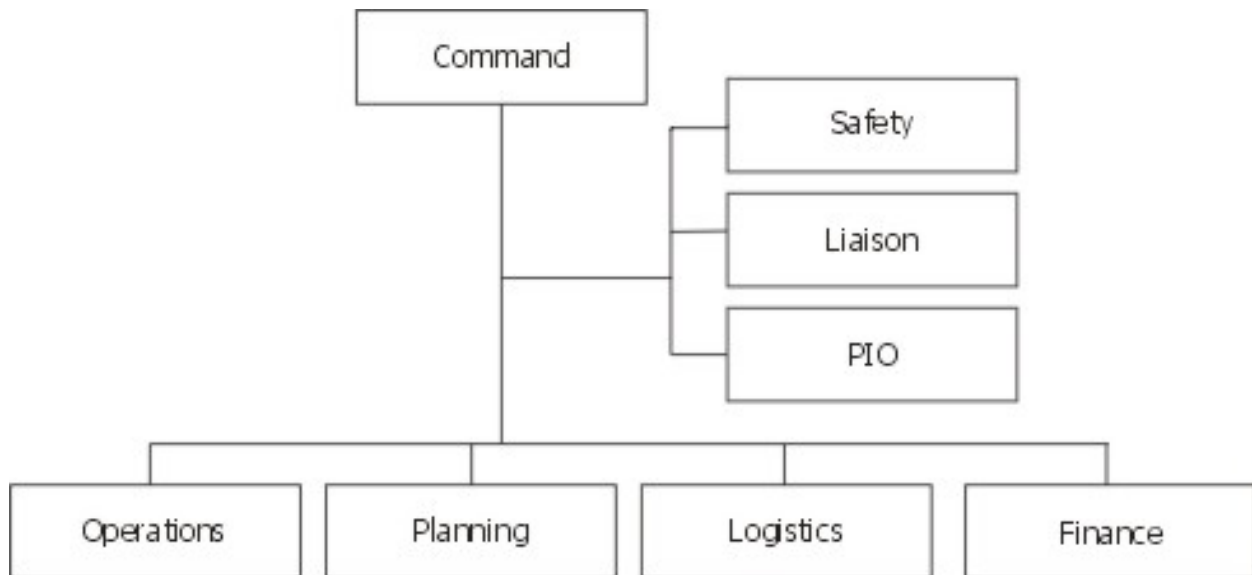 Command
Safety
Liaison
PIO
Operations
Planning
Logistics
Finance